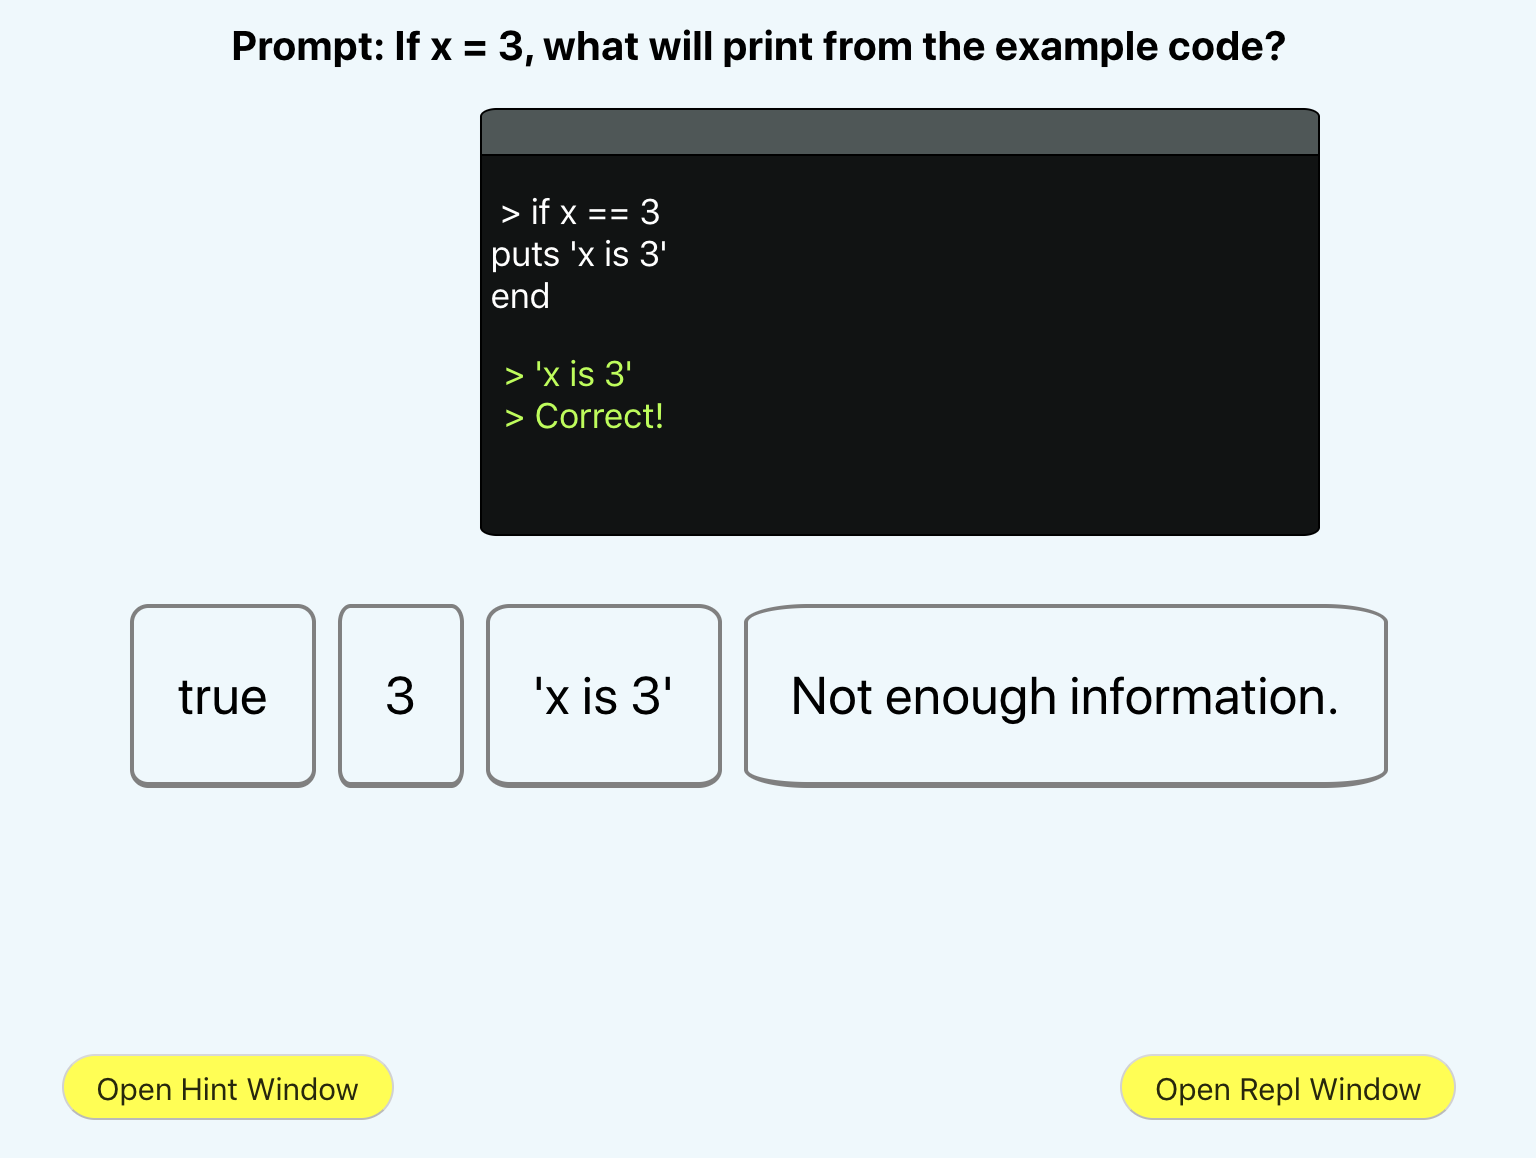 Prompt: If x = 3, what will print from the example code?
> if x == 3
puts 'x is 3'
end
> 'x is 3'
> Correct!
true
3
'x is 3'
Not enough information.
Open Hint Window
Open Repl Window